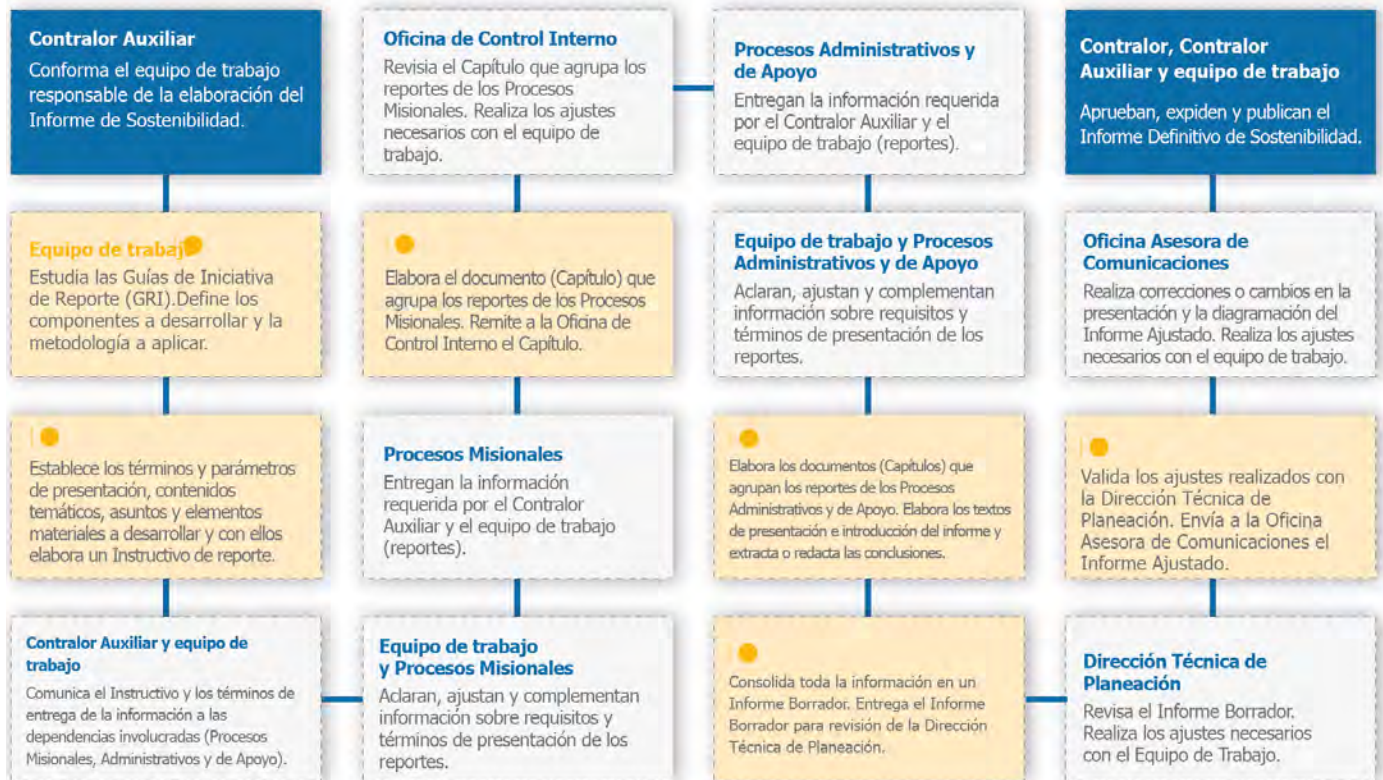 Contralor Auxiliar
Conforma el equipo de trabajo
responsable de la elaboración del
Informe de Sostenibilidad.
Equipo de trabajo
Estudia las Guías de Iniciativa
de Reporte (GRI).Define los
componentes a desarrollar y la
metodología a aplicar.
Establece los términos y parámetros
de presentación, contenidos
temáticos, asuntos y elementos
materiales a desarrollar y con ellos
elabora un Instructivo de reporte.
Contralor Auxiliar y equipo de
trabajo
Comunica el Instructivo y los términos de
entrega de la información a las
dependencias involucradas (Procesos
Misionales, Administrativos y de Apoyo).
Equipo de trabajo
y Procesos Misionales
Aclaran, ajustan y complementan
información sobre requisitos y
términos de presentación de los
reportes.
Procesos Misionales
Entregan la información
requerida por el Contralor
Auxiliar y el equipo de trabajo
(reportes).
Elabora el documento (Capítulo) que
agrupa los reportes de los Procesos
Misionales. Remite a la Oficina de
Control Interno el Capítulo.
Oficina de Control Interno
Revisia el Capítulo que agrupa los
reportes de los Procesos
Misionales. Realiza los ajustes
necesarios con el equipo de
trabajo.
Procesos Administrativos y
de Apoyo
Entregan la información requerida
por el Contralor Auxiliar y el
equipo de trabajo (reportes).
Equipo de trabajo y Procesos
Administrativos y de Apoyo
Aclaran, ajustan y complementan
información sobre requisitos y
términos de presentación de los
reportes.
Elabora los documentos (Capítulos) que
agrupan los reportes de los Procesos
Administrativos y de Apoyo. Elabora los textos
de presentación e introducción del informe y
extracta o redacta las conclusiones.
Consolida toda la información en un
Informe Borrador. Entrega el Informe
Borrador para revisión de la Dirección
Técnica de Planeación.
Dirección Técnica de
Planeación
Revisa el Informe Borrador.
Realiza los ajustes necesarios
con el Equipo de Trabajo.
Valida los ajustes realizados con
la Dirección Técnica de
Planeación. Envía a la Oficina
Asesora de Comunicaciones el
Informe Ajustado.
Oficina Asesora de
Comunicaciones
Realiza correcciones o cambios en la
presentación y la diagramación del
Informe Ajustado. Realiza los ajustes
necesarios con el equipo de trabajo.
Contralor, Contralor
Auxiliar y equipo de trabajo
Aprueban, expiden y publican el
Informe Definitivo de Sostenibilidad.